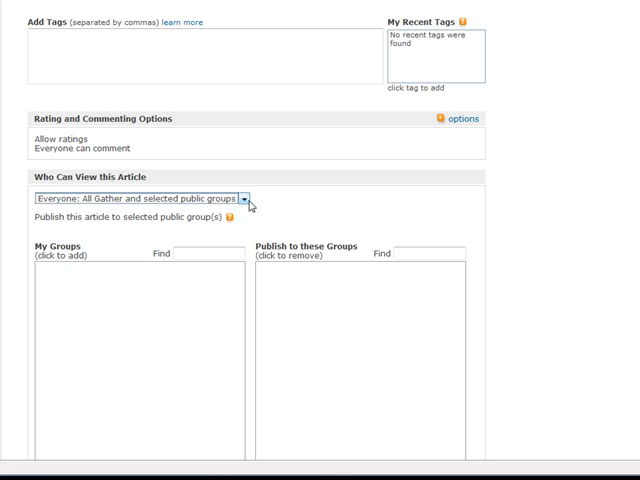 Add Tags (separated by commas) learn more
My Recent Tags ?
No recent tags were
found
click tag to add
Rating and Commenting Options
options
Allow ratings
Everyone can comment
Who Can View this Article
Everyone: All Gather and selected public groups
Publish this article to selected public group(s) ?
My Groups
(click to add)
Find
Publish to these Groups
(click to remove)
Find